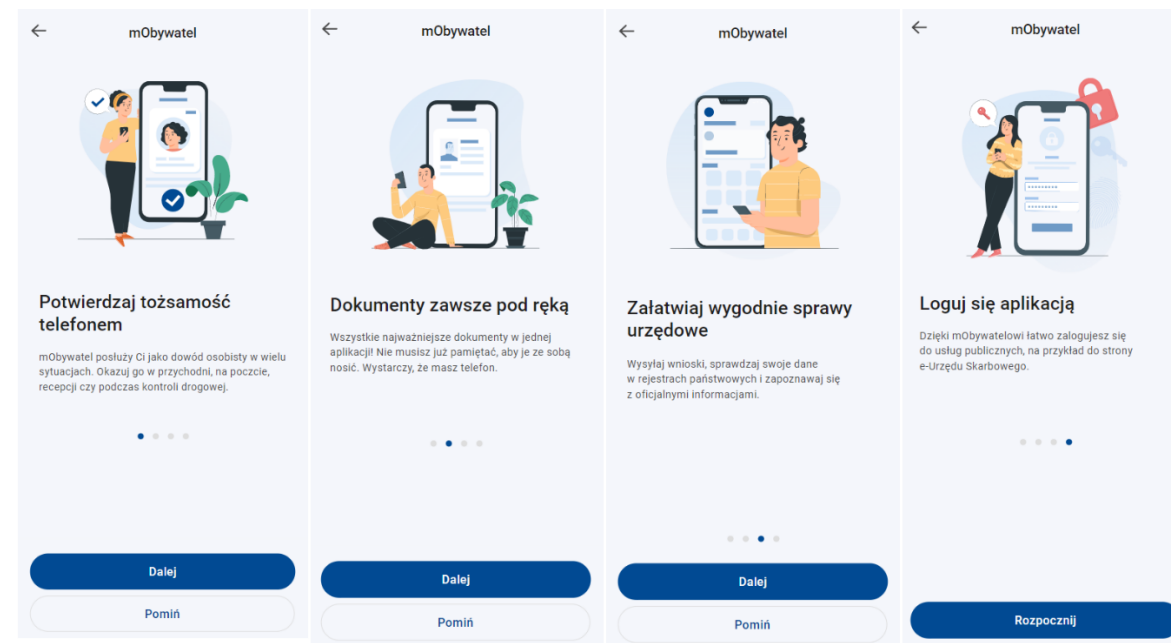 mObywatel
Potwierdzaj tożsamość
telefonem
mObywatel posłuży Ci jako dowód osobisty w wielu
sytuacjach. Okazuj go w przychodni, na poczcie,
recepcji czy podczas kontroli drogowej.
Dalej
Pomiń
mObywatel
Dokumenty zawsze pod ręką
Wszystkie najważniejsze dokumenty w jednej
aplikacji! Nie musisz już pamiętać, aby je ze sobą
nosić. Wystarczy, że masz telefon.
Dalej
Pomiń
mObywatel
Załatwiaj wygodnie sprawy
urzędowe
Wysyłaj wnioski, sprawdzaj swoje dane
w rejestrach państwowych i zapoznawaj się
z oficjalnymi informacjami.
Dalej
Pomiń
mObywatel
Loguj się aplikacją
Dzięki mObywatelowi łatwo zalogujesz się
do usług publicznych, na przykład do strony
e-Urzędu Skarbowego.
Rozpocznij